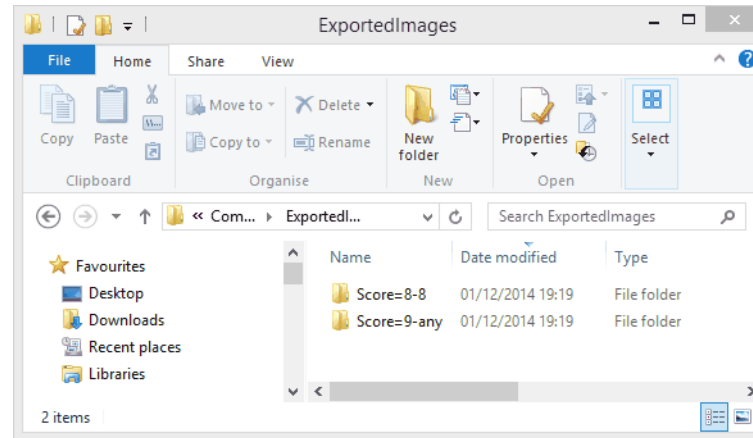 ExportedImages
File Home Share View
Copy Paste Move to Copy to Delete Rename New folder Properties Select
Clipboard Organise New Open
« Com... ExportedI... Search ExportedImages
Name Date modified Type
Favourites
Desktop
Downloads
Recent places
Libraries
Score=8-8 01/12/2014 19:19 File folder
Score=9-any 01/12/2014 19:19 File folder
2 items